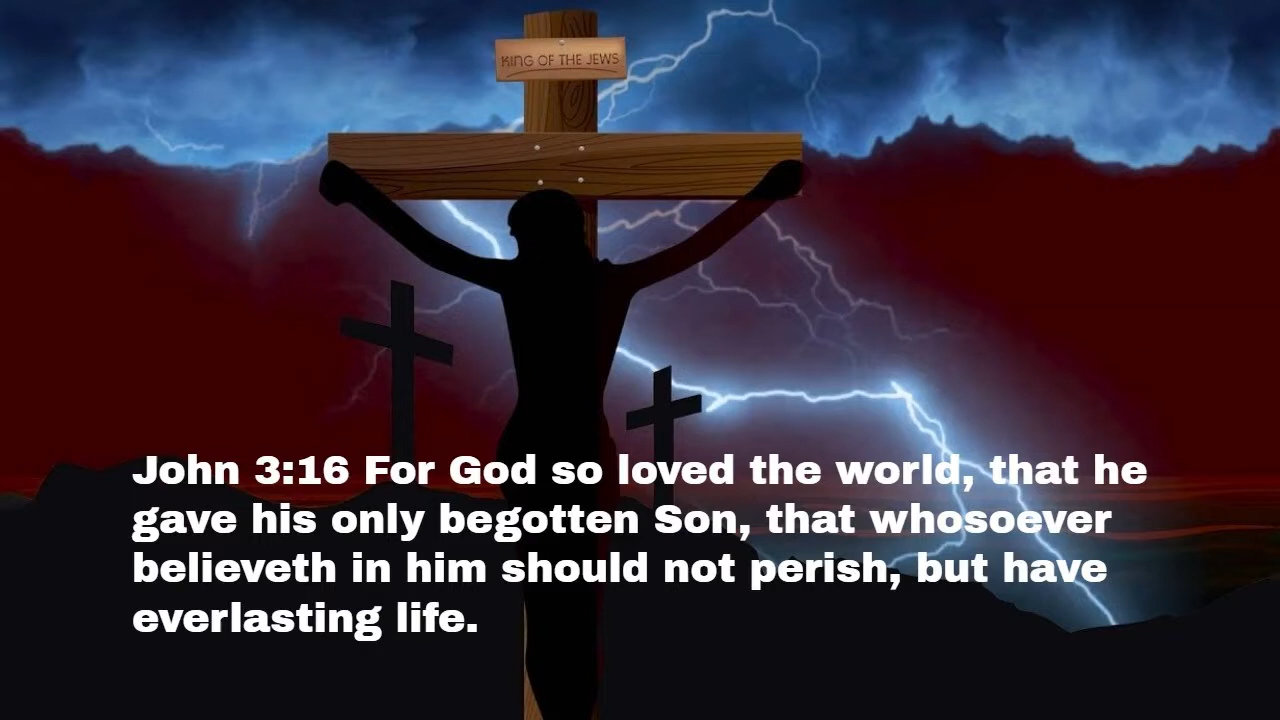 KING OF THE JEWS
John 3:16 For God so loved the world, that he
gave his only begotten Son, that whosoever
believeth in him should not perish, but have
everlasting life.